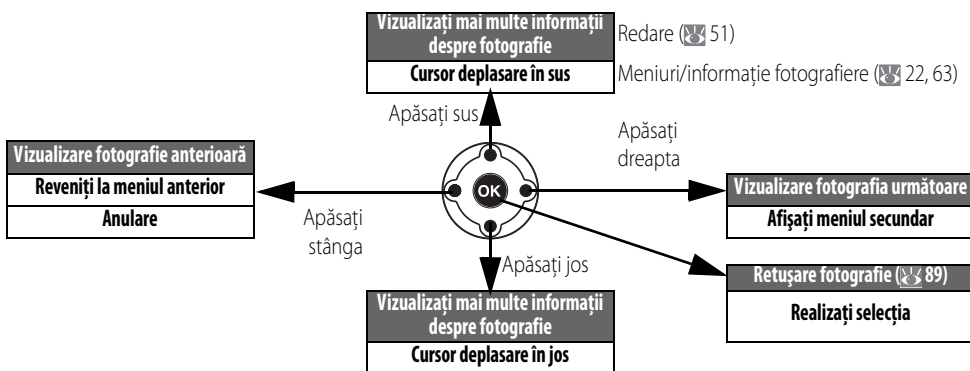 Vizualizați mai multe informații
despre fotografie
Cursor deplasare în sus
Redare ( 51)
Meniuri/informație fotografiere ( 22, 63)
Apăsați sus
Apăsați
dreapta
Vizualizare fotografie anterioară
Reveniți la meniul anterior
Anulare
Apăsați
stânga
OK
Vizualizare fotografia următoare
Afişați meniul secundar
Apăsați jos
Retuşare fotografie ( 89)
Realizați selecția
Vizualizați mai multe informații
despre fotografie
Cursor deplasare în jos